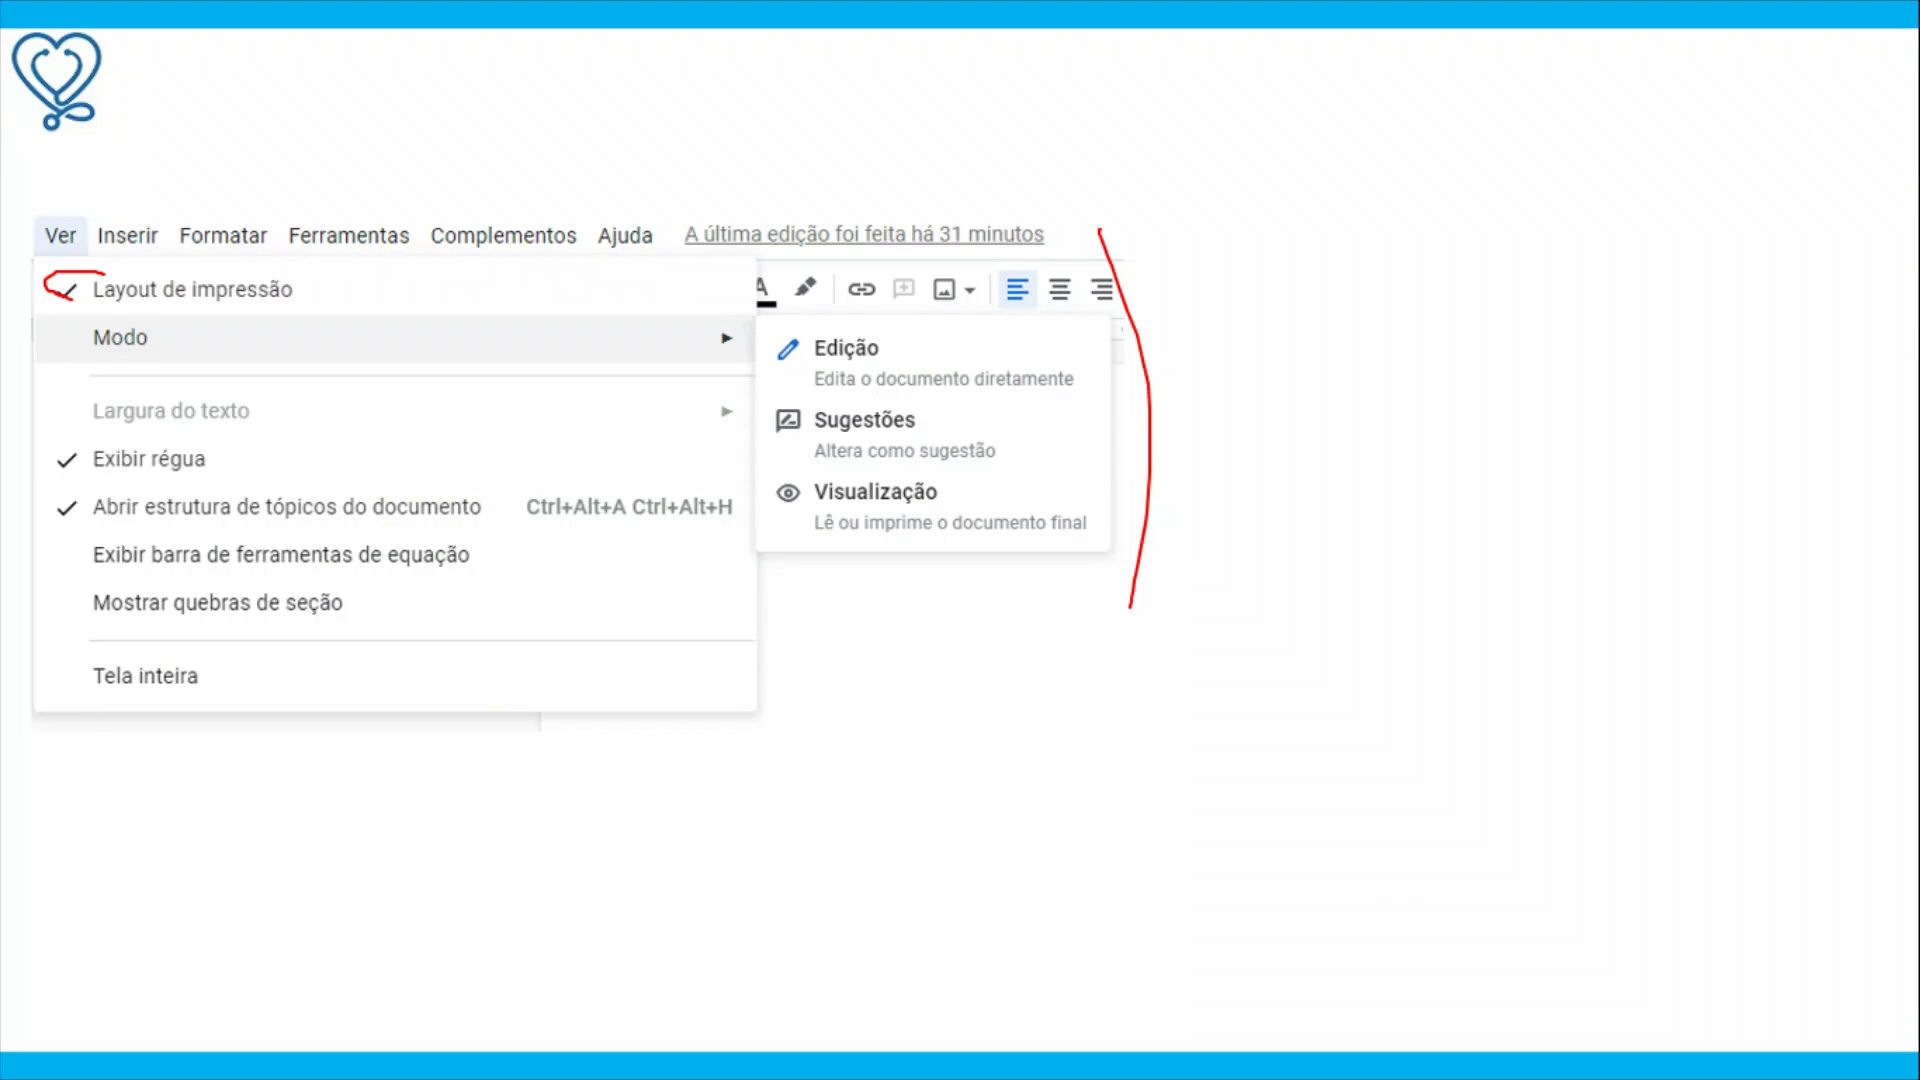 Ver Inserir Formatar Ferramentas Complementos Ajuda A última edição foi feita há 31 minutos
Layout de impressão
A
Modo
Edição
Edita o documento diretamente
Largura do texto
Sugestões
Altera como sugestão
Exibir régua
Visualização
Lê ou imprime o documento final
Abrir estrutura de tópicos do documento Ctrl+Alt+A Ctrl+Alt+H
Exibir barra de ferramentas de equação
Mostrar quebras de seção
Tela inteira